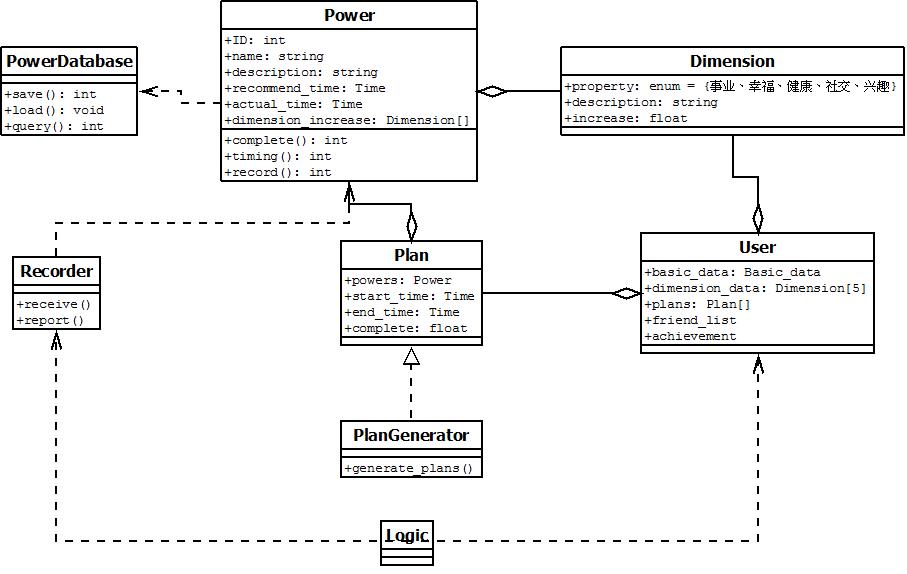 Power
+ID: int
+name: string
+description: string
+recommend_time: Time
+actual_time: Time
+dimension_increase: Dimension[]
+complete(): int
+timing(): int
+record(): int
PowerDatabase
+save(): int
+load(): void
+query(): int
Dimension
+property: enum = {事业、幸福、健康、社交、兴趣}
+description: string
+increase: float
Recorder
+receive()
+report()
Plan
+powers: Power
+start_time: Time
+end_time: Time
+complete: float
User
+basic_data: Basic_data
+dimension_data: Dimension[5]
+plans: Plan[]
+friend_list
+achievement
PlanGenerator
+generate_plans()
Logic